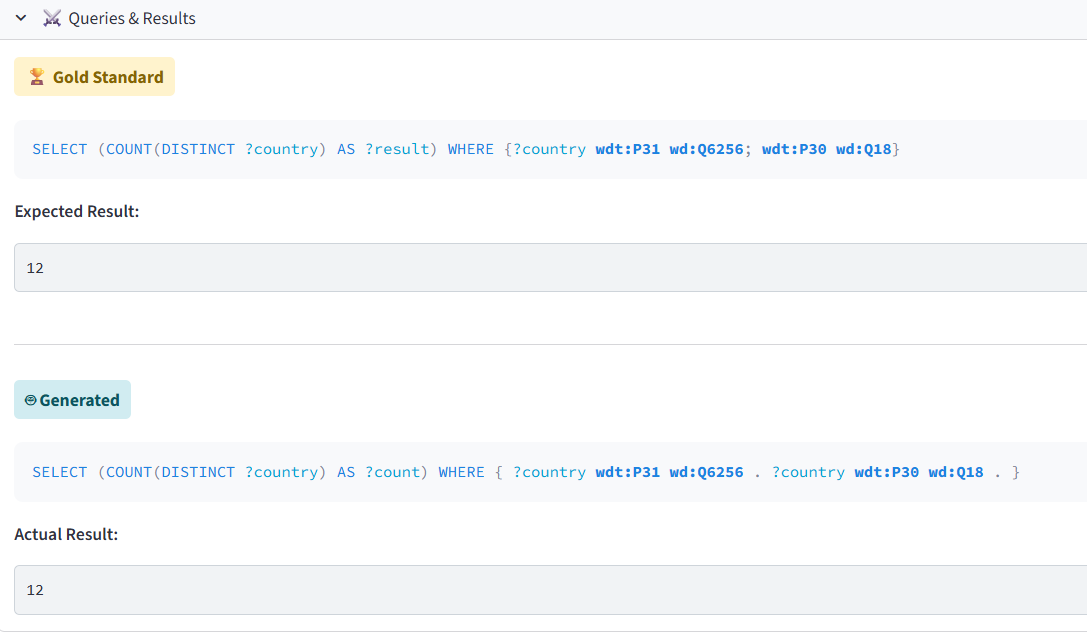 Queries & Results
Gold Standard
SELECT (COUNT(DISTINCT ?country) AS ?result) WHERE {?country wdt:P31 wd:Q6256; wdt:P30 wd:Q18}
Expected Result:
12
Generated
SELECT (COUNT(DISTINCT ?country) AS ?count) WHERE { ?country wdt:P31 wd:Q6256 . ?country wdt:P30 wd:Q18 . }
Actual Result:
12